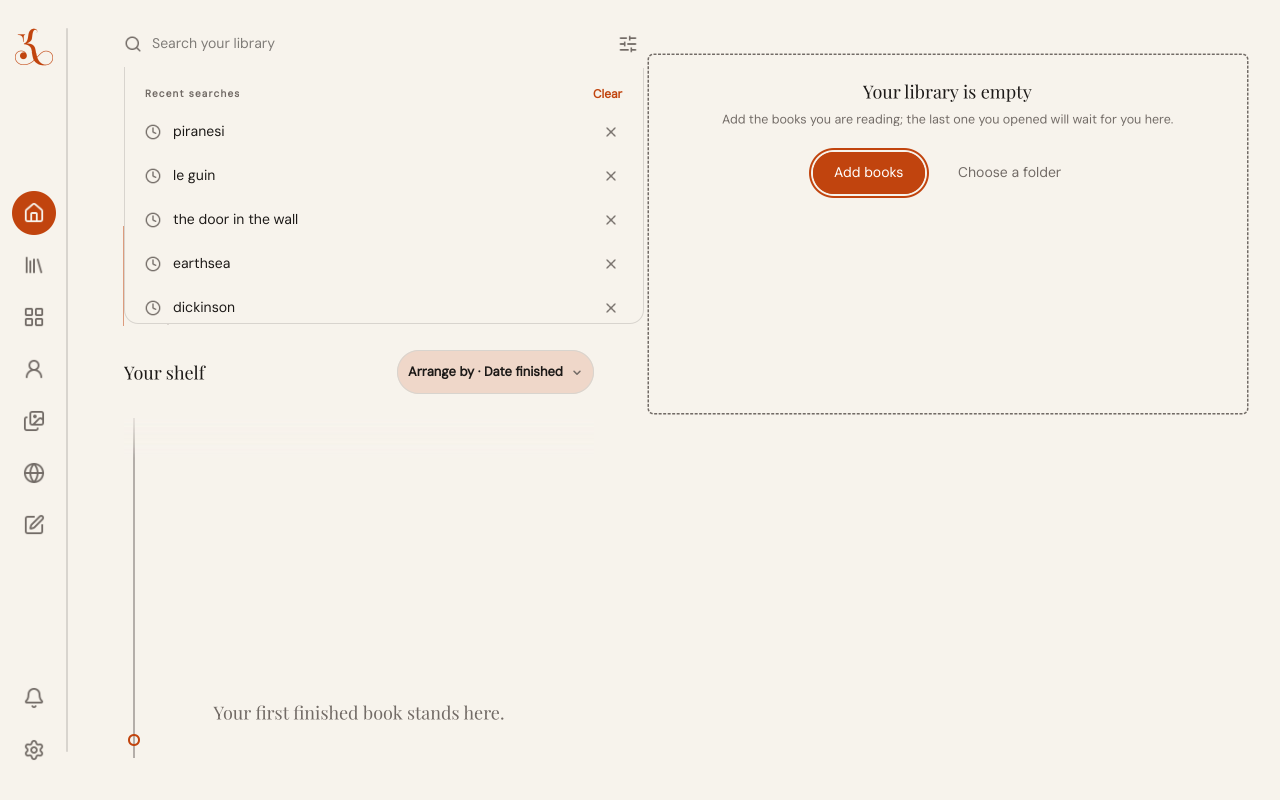 Search your library
Recent searches
Clear
piranesi
le guin
the door in the wall
earthsea
dickinson
Your library is empty
Add the books you are reading; the last one you opened will wait for you here.
Add books
Choose a folder
Your shelf
Arrange by · Date finished
Your first finished book stands here.